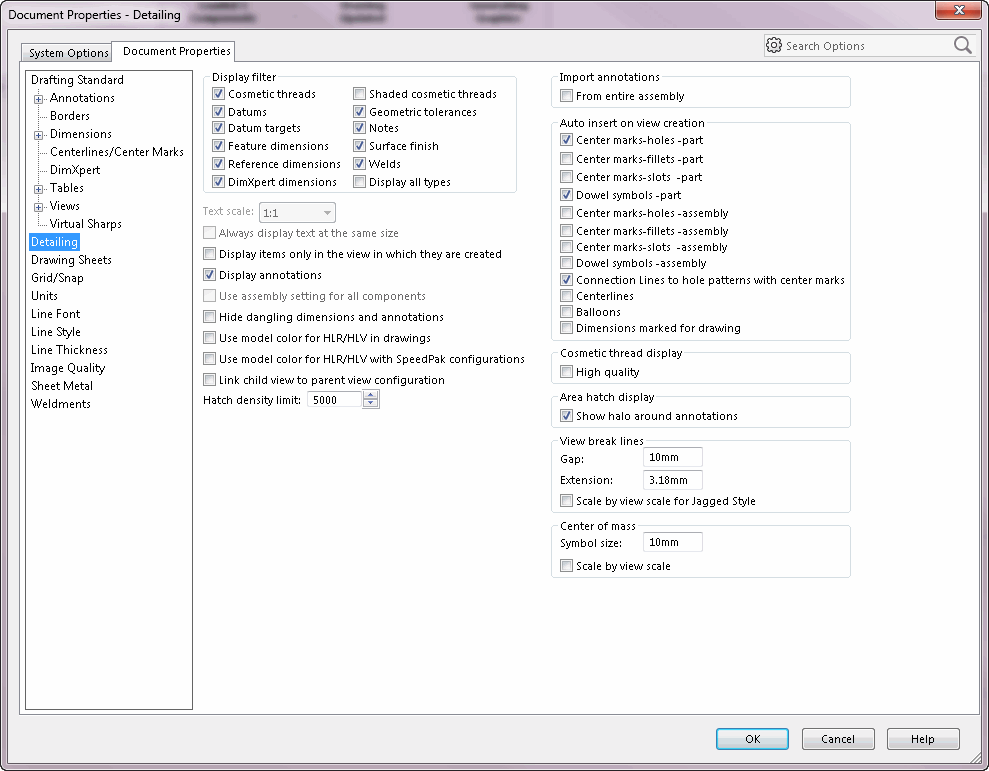 Document Properties - Detailing
System Options
Document Properties
Search Options
Drafting Standard
Annotations
Borders
Dimensions
Centerlines/Center Marks
DimXpert
Tables
Views
Virtual Sharps
Detailing
Drawing Sheets
Grid/Snap
Units
Line Font
Line Style
Line Thickness
Image Quality
Sheet Metal
Weldments
Display filter
Cosmetic threads
Shaded cosmetic threads
Datums
Geometric tolerances
Datum targets
Notes
Feature dimensions
Surface finish
Reference dimensions
Welds
DimXpert dimensions
Display all types
Text scale:
1:1
Always display text at the same size
Display items only in the view in which they are created
Display annotations
Use assembly setting for all components
Hide dangling dimensions and annotations
Use model color for HLR/HLV in drawings
Use model color for HLR/HLV with SpeedPak configurations
Link child view to parent view configuration
Hatch density limit:
5000
Import annotations
From entire assembly
Auto insert on view creation
Center marks-holes -part
Center marks-fillets -part
Center marks-slots -part
Dowel symbols -part
Center marks-holes -assembly
Center marks-fillets -assembly
Center marks-slots -assembly
Dowel symbols -assembly
Connection Lines to hole patterns with center marks
Centerlines
Balloons
Dimensions marked for drawing
Cosmetic thread display
High quality
Area hatch display
Show halo around annotations
View break lines
Gap:
10mm
Extension:
3.18mm
Scale by view scale for Jagged Style
Center of mass
Symbol size:
10mm
Scale by view scale
OK
Cancel
Help